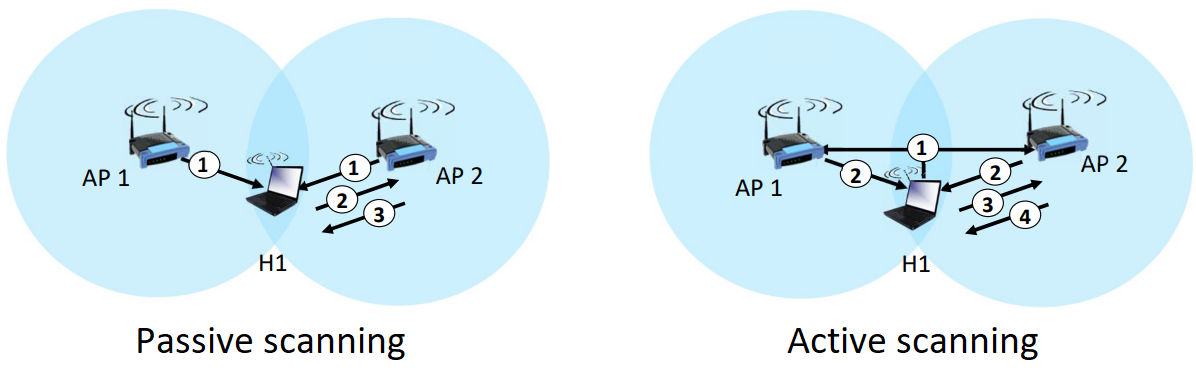 AP 1
1
1
AP 2
2
3
H1
Passive scanning
AP 1
1
AP 2
2
2
3
4
H1
Active scanning